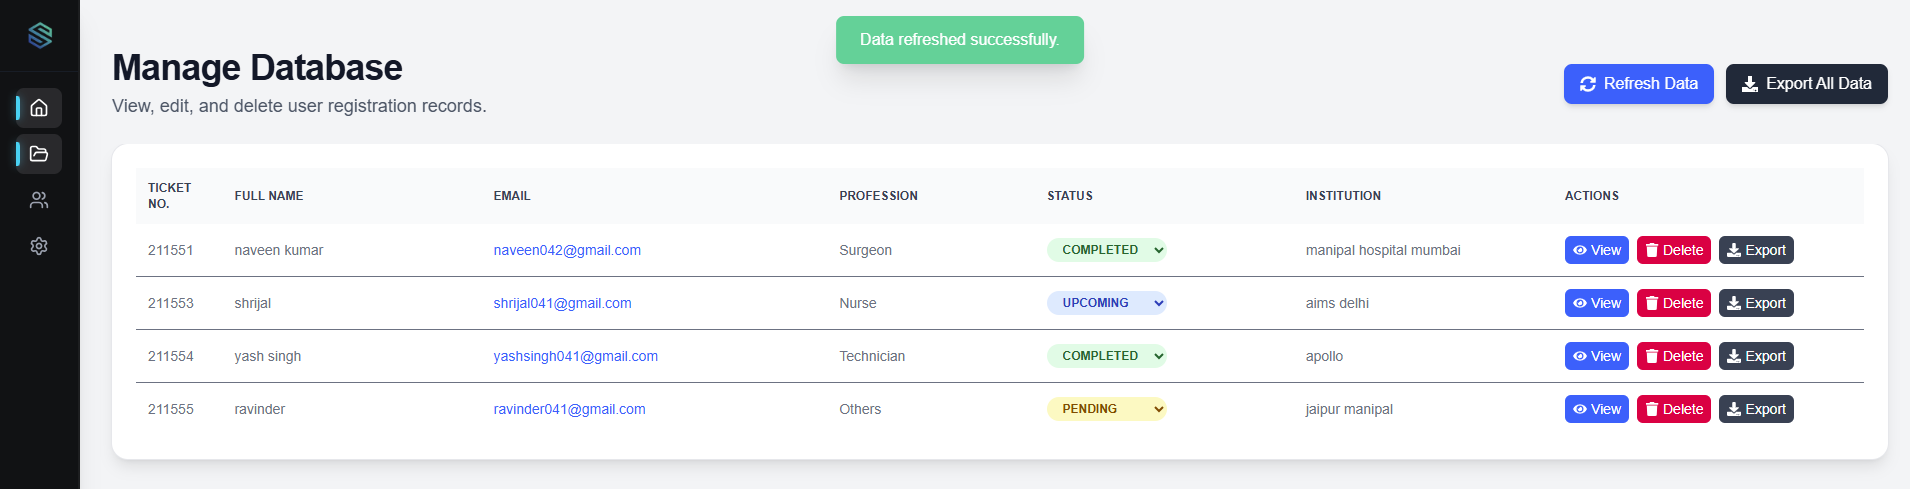 Data refreshed successfully.
Manage Database
View, edit, and delete user registration records.
Refresh Data
Export All Data
TICKET NO. FULL NAME EMAIL PROFESSION STATUS INSTITUTION ACTIONS
211551 naveen kumar naveen042@gmail.com Surgeon COMPLETED manipal hospital mumbai View Delete Export
211553 shrijal shrijal041@gmail.com Nurse UPCOMING aims delhi View Delete Export
211554 yash singh yashsingh041@gmail.com Technician COMPLETED apollo View Delete Export
211555 ravinder ravinder041@gmail.com Others PENDING jaipur manipal View Delete Export